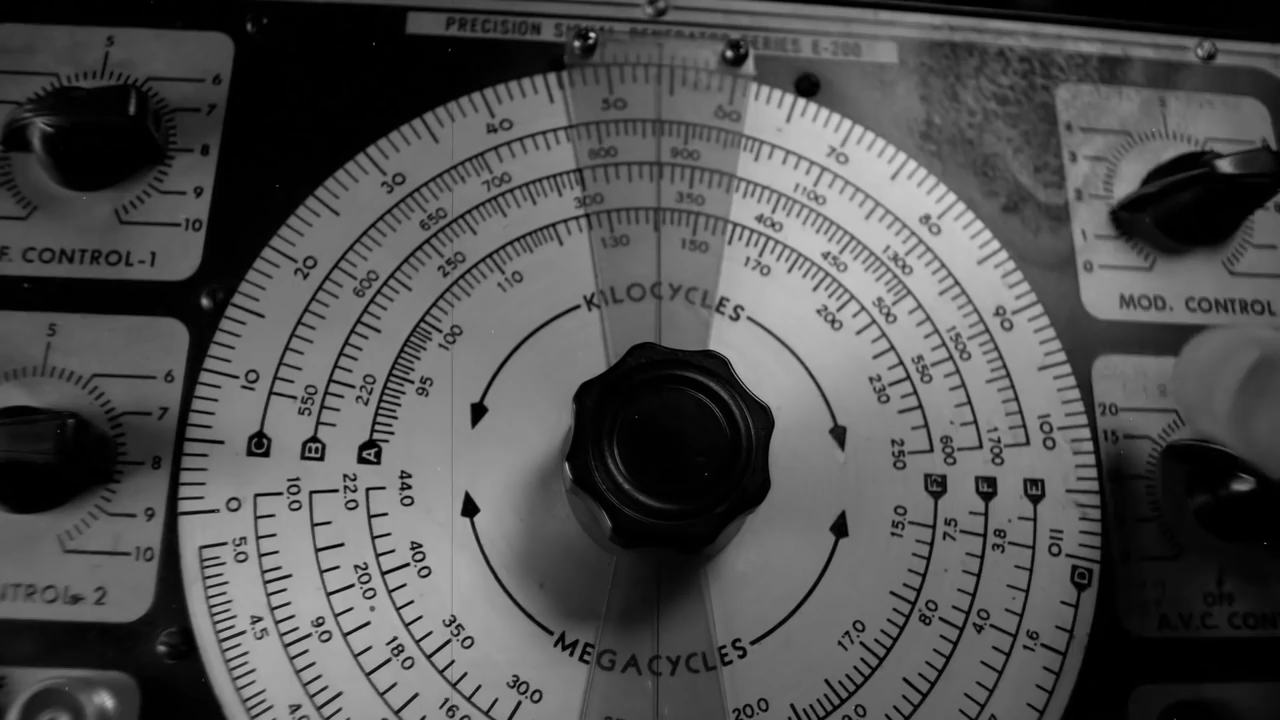 PRECISION SIGNAL GENERATOR SERIES E-200
5
6
7
8
9
10
F. CONTROL-1
5
6
7
8
9
10
CONTROL-2
0 10 20 30 40 50 60 70 80 90 100 110
C 550 600 650 700 800 900 1100 1300 1500 1700
B 220 250 300 350 400 450 500 550 600
A 95 100 110 130 150 170 200 230 250
KILOCYCLES
MEGACYCLES
5.0 4.5
10.0 9.0
22.0 20.0 18.0
44.0 40.0 35.0 30.0
15.0 17.0 20.0
7.5 8.0
F 3.8 4.0
E 1.6
D
5
4
3
1
0
MOD. CONTROL
20
15
OFF
A.V.C. CON